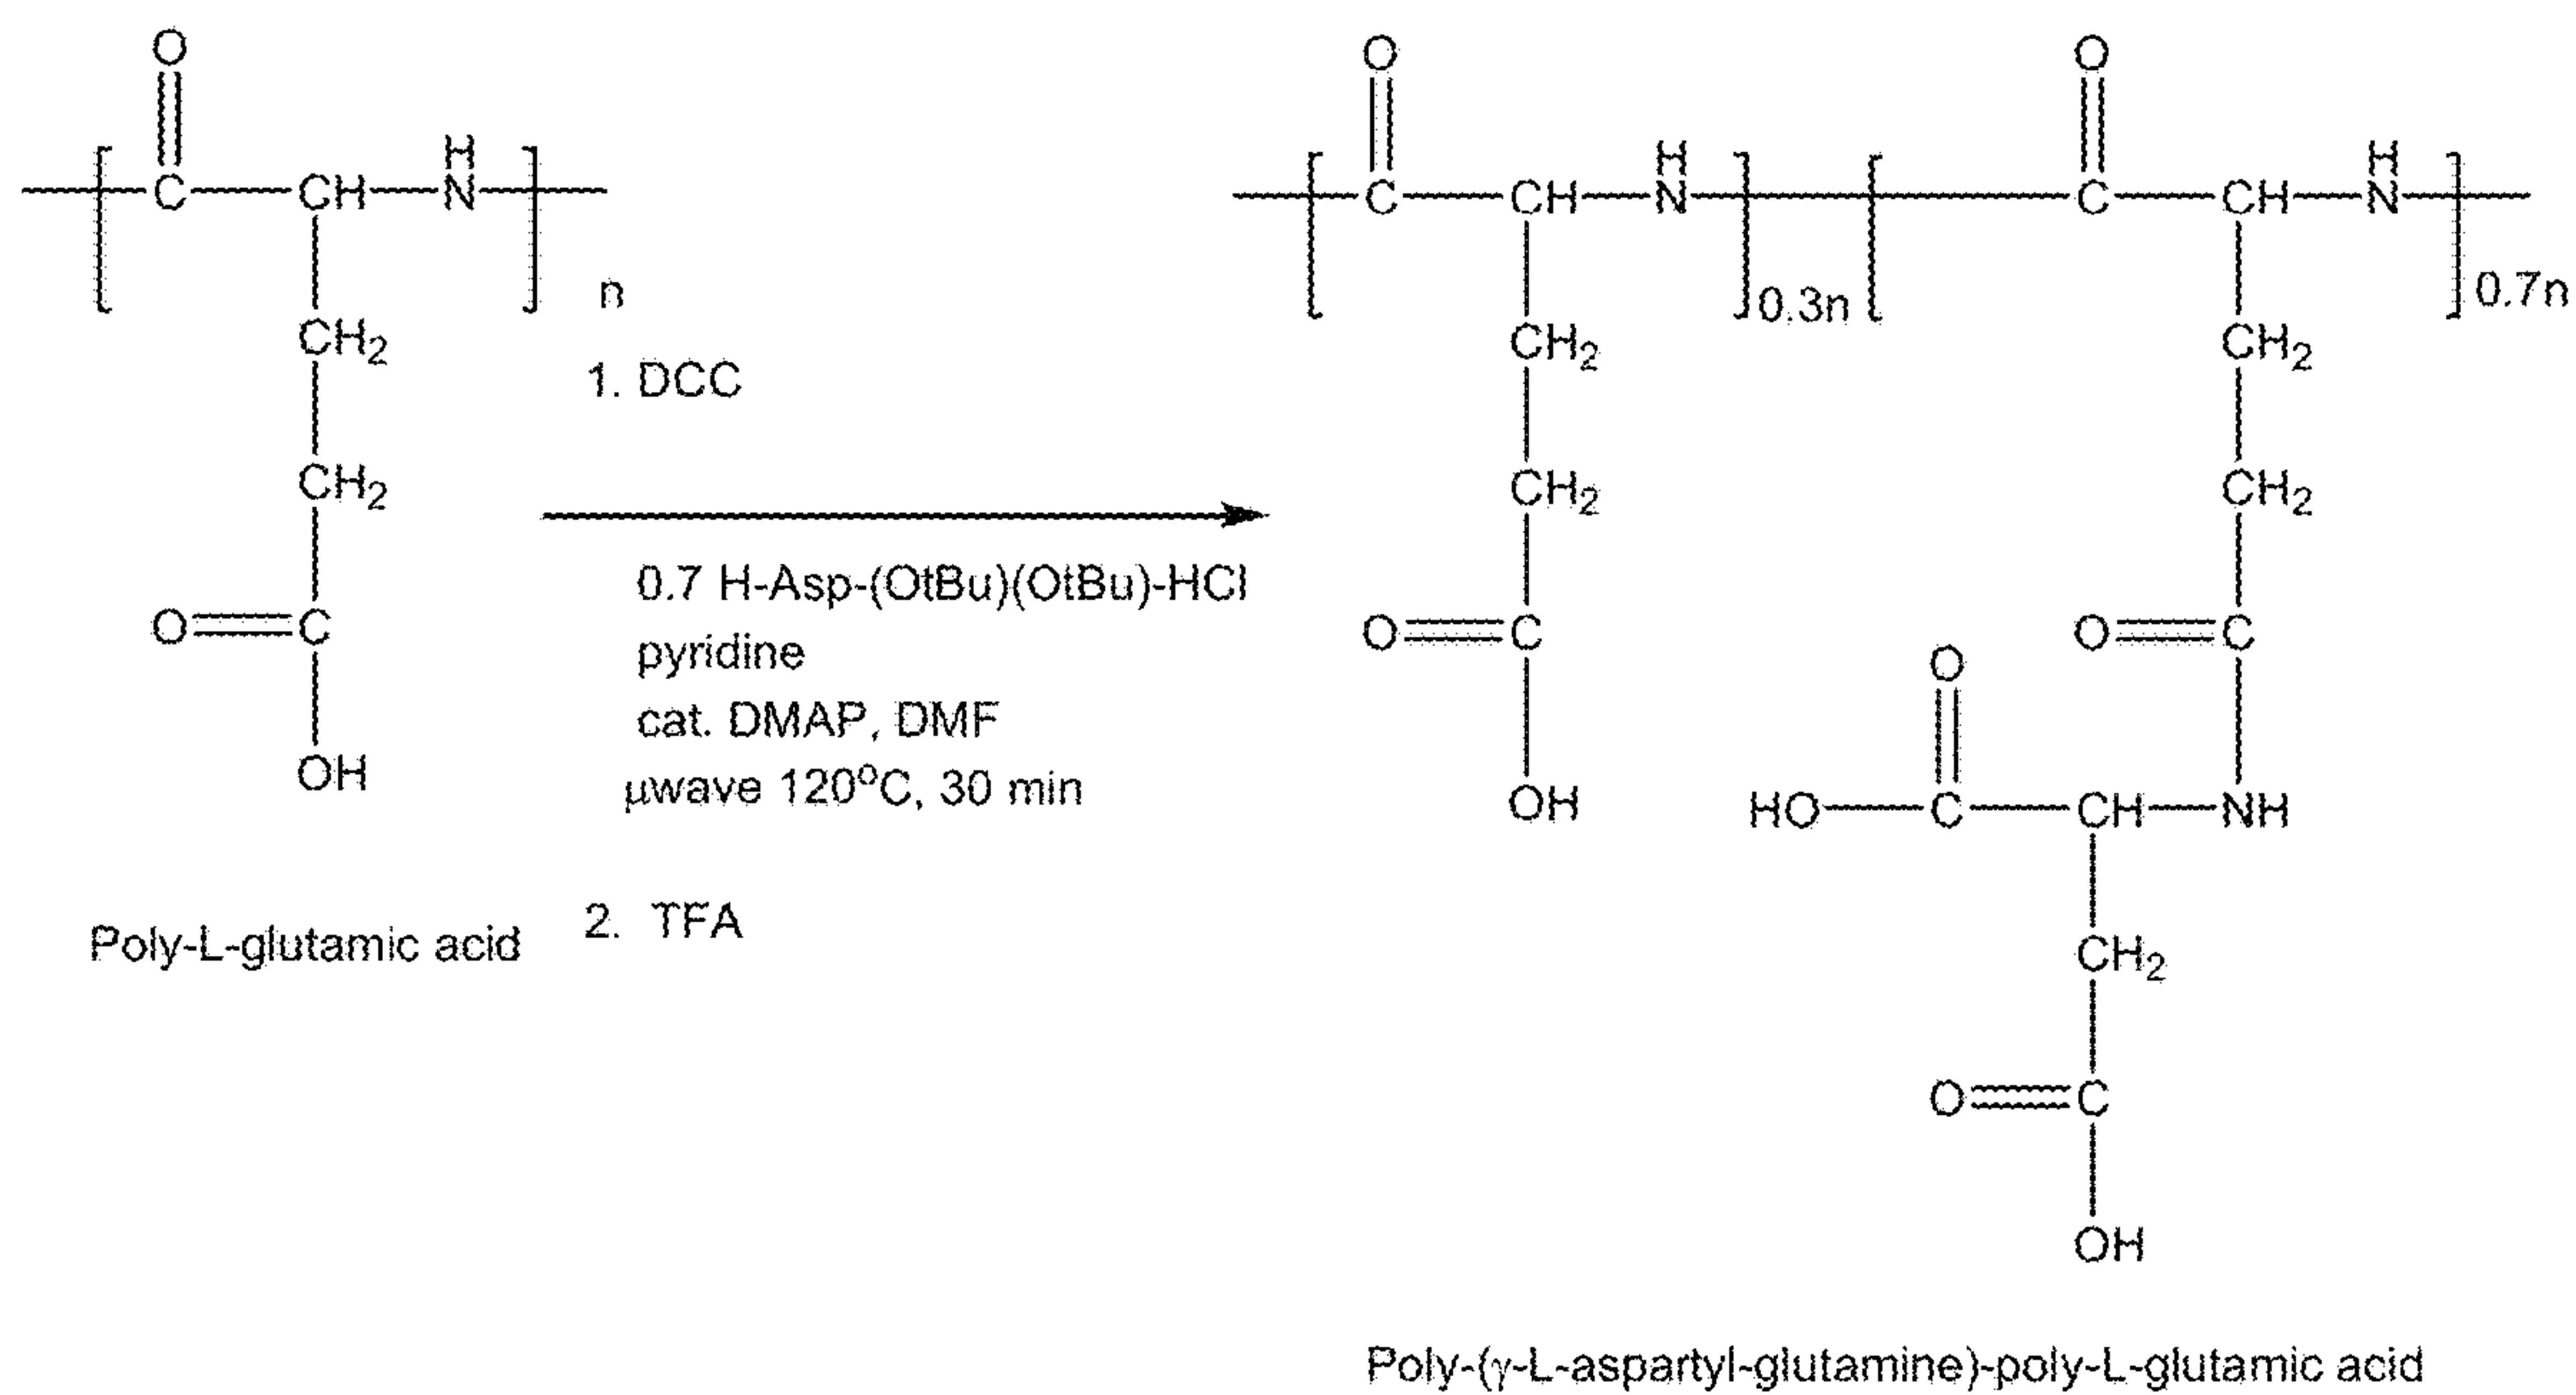 O O O
H H H
C CH N C CH N C CH N
n 0.3n 0.7n
CH2 CH2 CH2
1. DCC
CH2 CH2 CH2
0.7 H-Asp-(OtBu)(OtBu)-HCl
O C O C O C
pyridine O
cat. DMAP, DMF
OH OH HO C CH NH
μwave 120°C, 30 min
2. TFA
Poly-L-glutamic acid
CH2
O C
OH
Poly-(γ-L-aspartyl-glutamine)-poly-L-glutamic acid